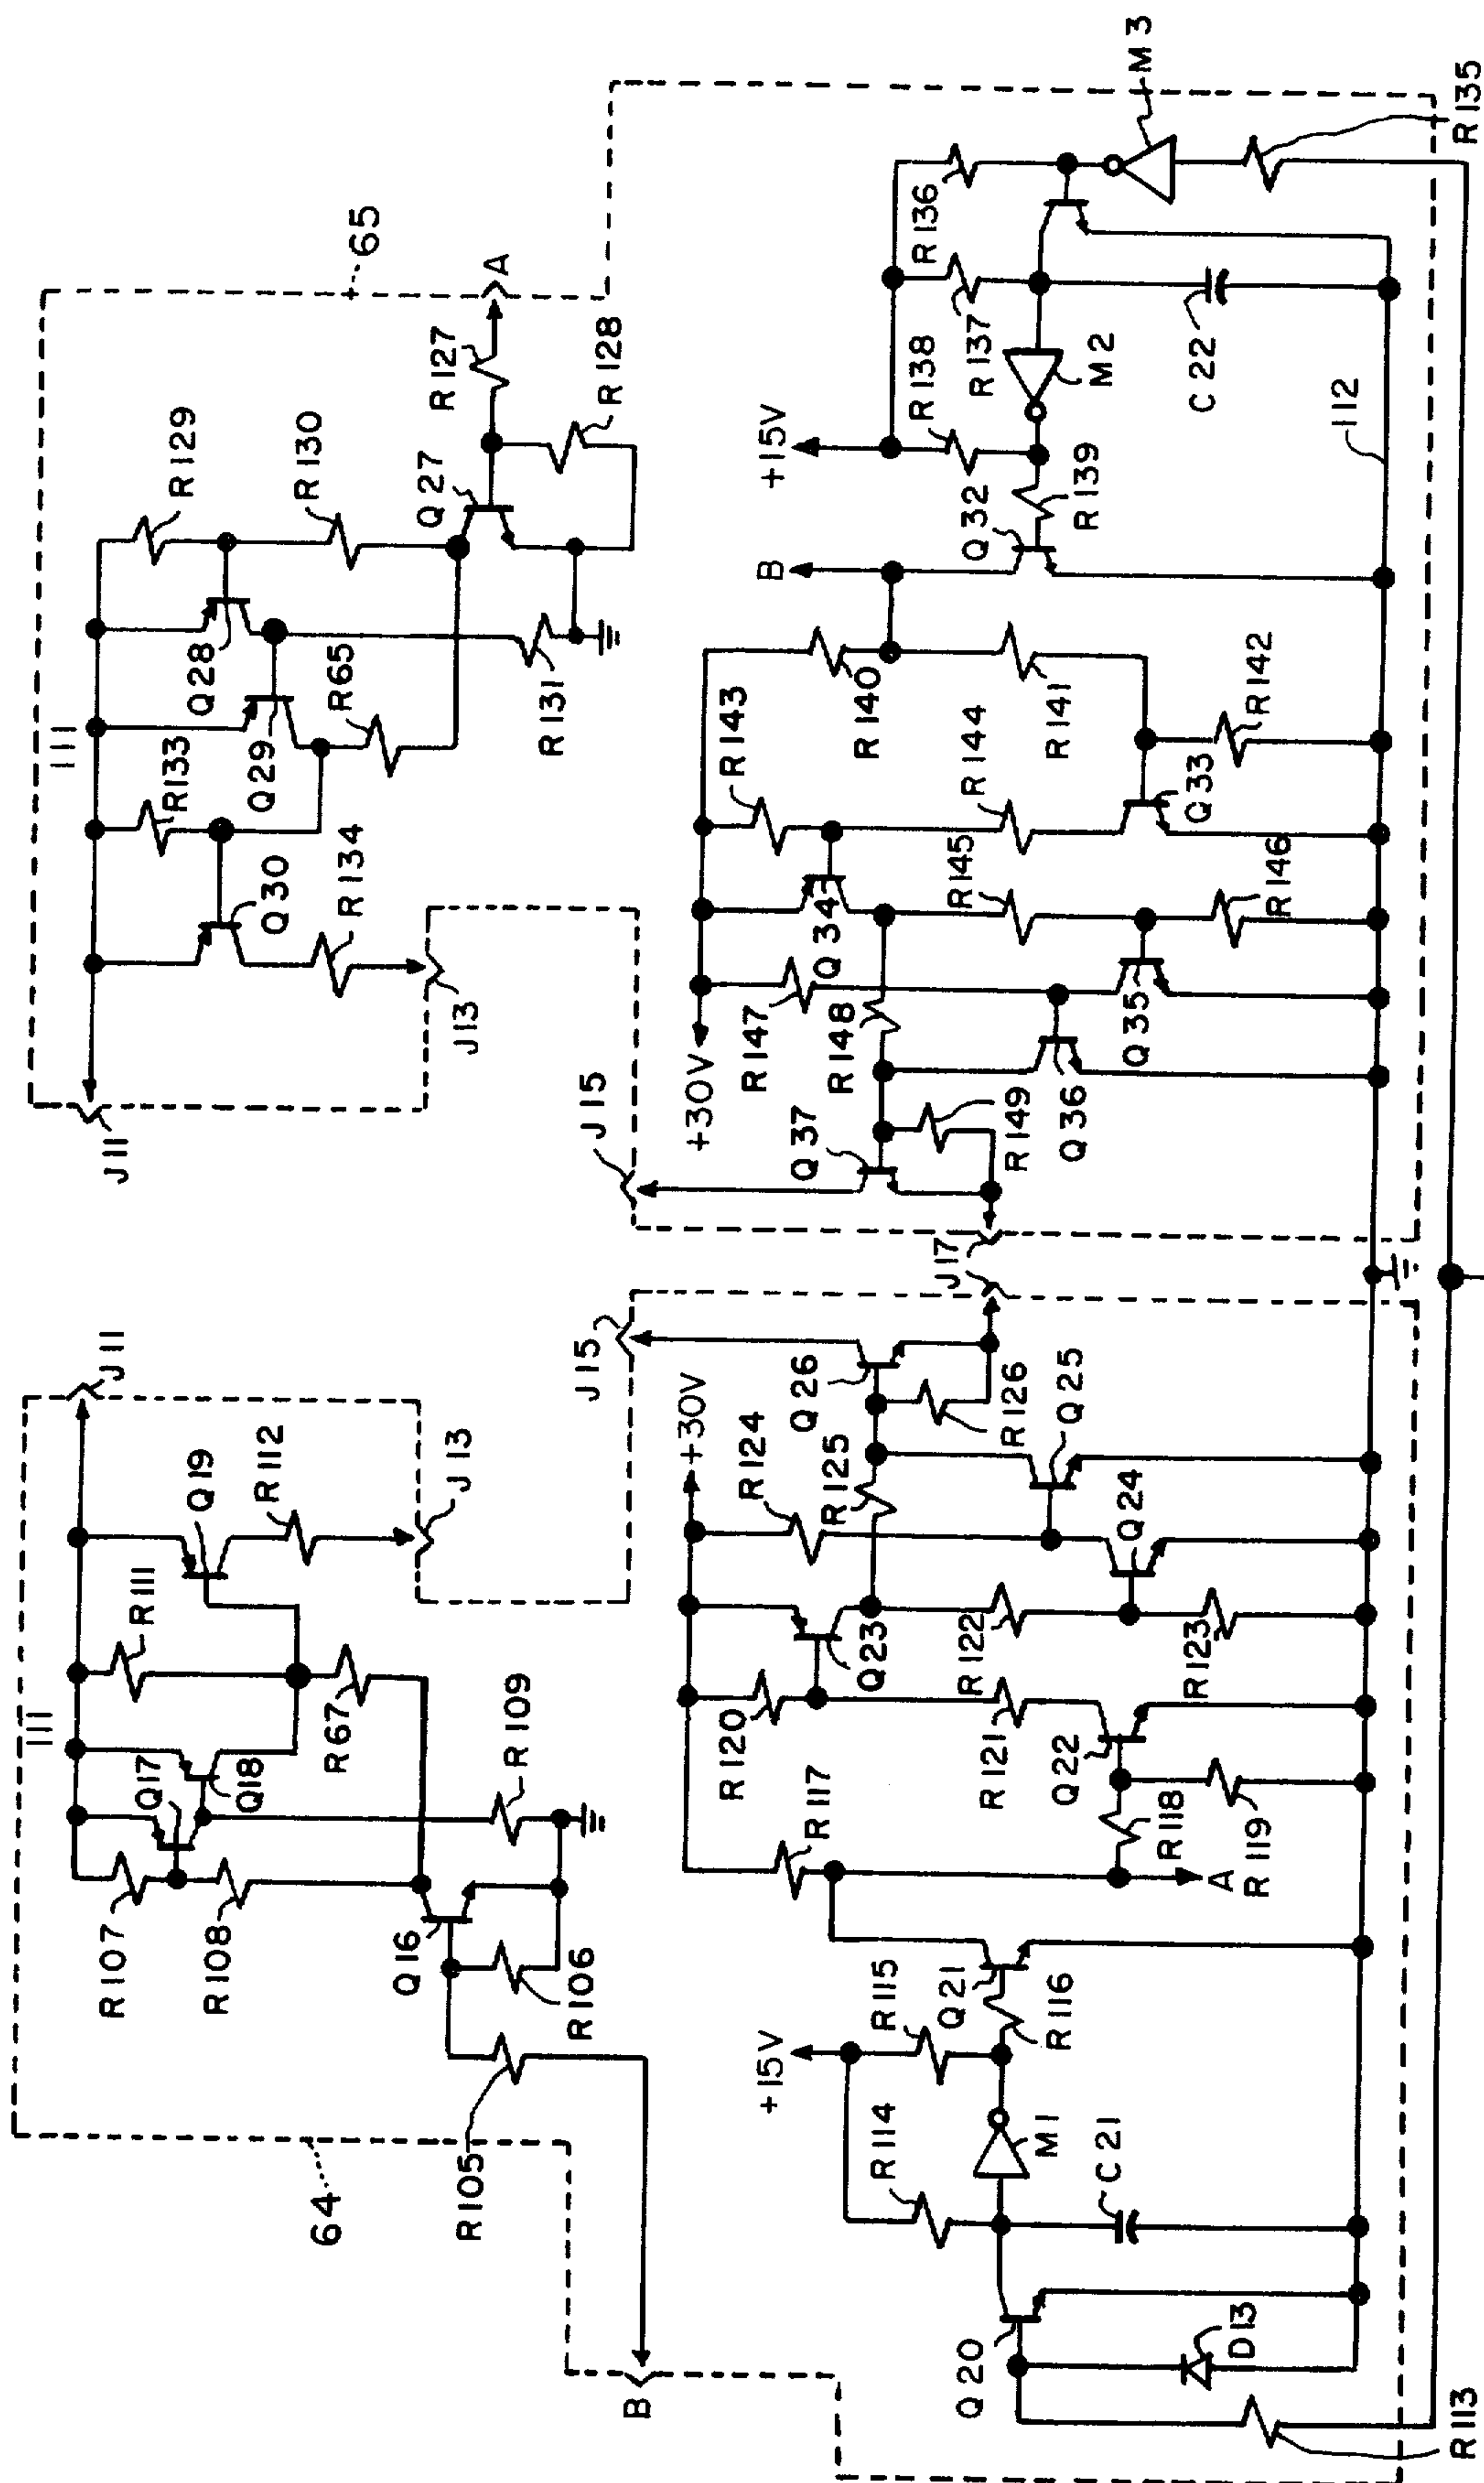 M3
R135
R136
R137
R138
M2
C22
112
+15V
Q32
R139
B
R140
R141
R142
R143
R144
Q33
R145
R146
Q34
R147
R148
Q35
+30V
Q36
R149
Q37
J15
J17
65
A
R127
R128
R129
R130
Q27
Q28
R131
R65
111
Q29
R133
Q30
R134
J13
J11
J11
Q19
R112
J13
J15
R111
111
R67
Q17
Q18
R109
R107
R108
Q16
R106
R105
64
B
+30V
Q26
R126
R124
R125
Q25
Q24
Q23
R122
R123
R120
R121
Q22
R117
R118
R119
A
+15V
R115
Q21
R116
R114
M1
C21
Q20
D13
R113